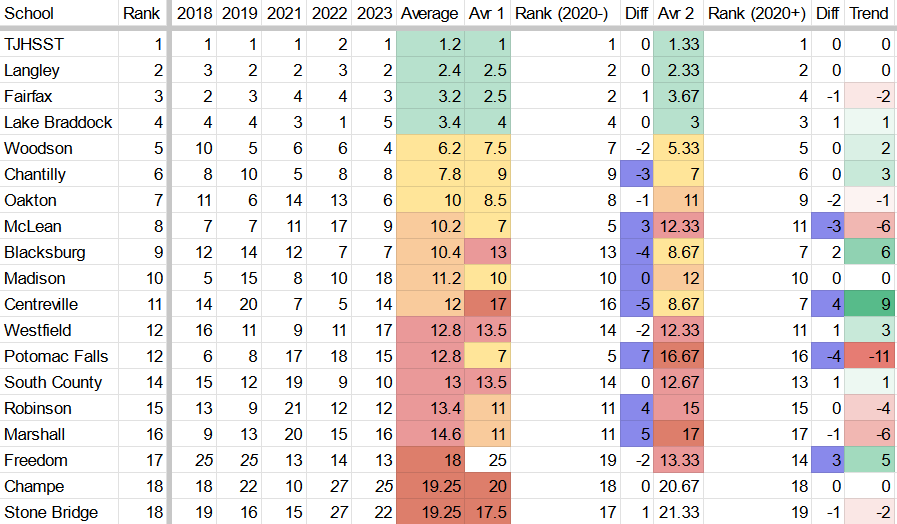 School Rank 2018 2019 2021 2022 2023 Average Avr 1 Rank (2020-) Diff Avr 2 Rank (2020+) Diff Trend
TJHSST 1 1 1 1 2 1 1.2 1 1 0 1.33 1 0 0
Langley 2 3 2 2 3 2 2.4 2.5 2 0 2.33 2 0 0
Fairfax 3 2 3 4 4 3 3.2 2.5 2 1 3.67 4 -1 -2
Lake Braddock 4 4 4 3 1 5 3.4 4 4 0 3 3 1 1
Woodson 5 10 5 6 6 4 6.2 7.5 7 -2 5.33 5 0 2
Chantilly 6 8 10 5 8 8 7.8 9 9 -3 7 6 0 3
Oakton 7 11 6 14 13 6 10 8.5 8 -1 11 9 -2 -1
McLean 8 7 7 11 17 9 10.2 7 5 3 12.33 11 -3 -6
Blacksburg 9 12 14 12 7 7 10.4 13 13 -4 8.67 7 2 6
Madison 10 5 15 8 10 18 11.2 10 10 0 12 10 0 0
Centreville 11 14 20 7 5 14 12 17 16 -5 8.67 7 4 9
Westfield 12 16 11 9 11 17 12.8 13.5 14 -2 12.33 11 1 3
Potomac Falls 12 6 8 17 18 15 12.8 7 5 7 16.67 16 -4 -11
South County 14 15 12 19 9 10 13 13.5 14 0 12.67 13 1 1
Robinson 15 13 9 21 12 12 13.4 11 11 4 15 15 0 -4
Marshall 16 9 13 20 15 16 14.6 11 11 5 17 17 -1 -6
Freedom 17 25 25 13 14 13 18 25 19 -2 13.33 14 3 5
Champe 18 18 22 10 27 25 19.25 20 18 0 20.67 18 0 0
Stone Bridge 18 19 16 15 27 22 19.25 17.5 17 1 21.33 19 -1 -2